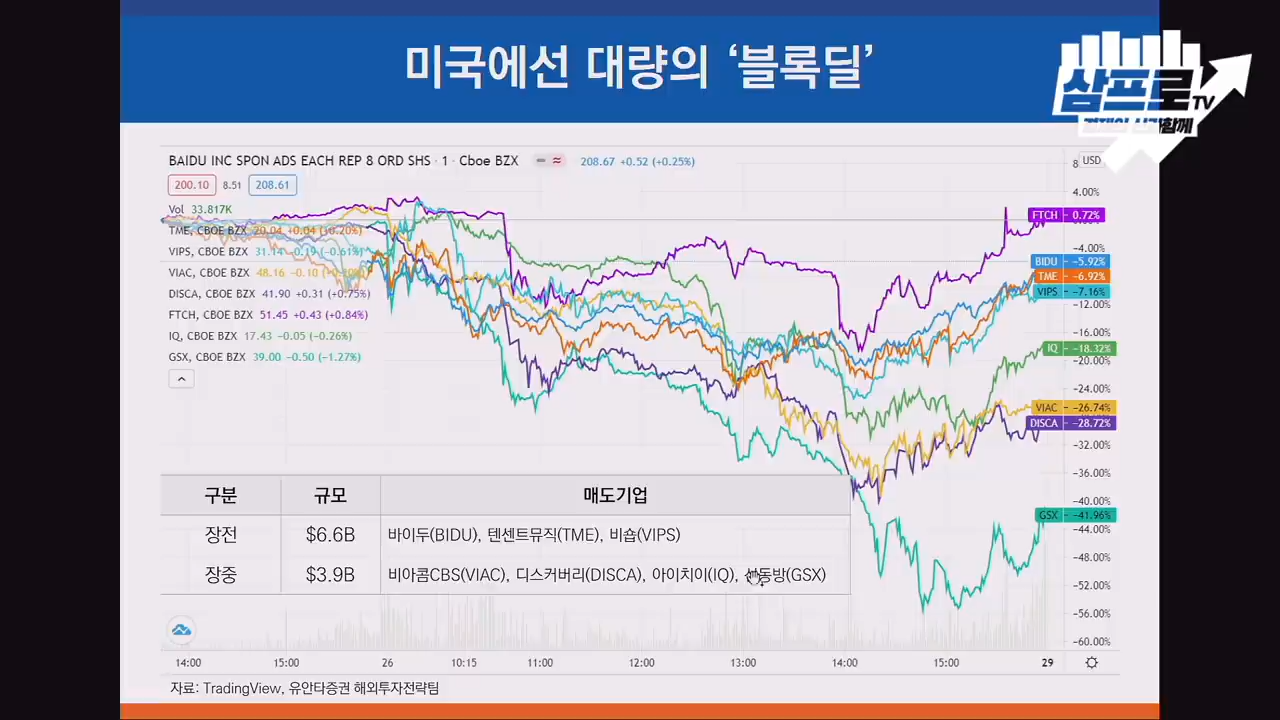 미국에선 대량의 ‘블록딜’
삼프로TV
BAIDU INC SPON ADS EACH REP 8 ORD SHS · 1 · Cboe BZX 208.67 +0.52 (+0.25%)
200.10 8.51 208.61
Vol 33.817K
TME, CBOE BZX 20.04 +0.04 (+0.20%)
VIPS, CBOE BZX 31.14 −0.19 (−0.61%)
VIAC, CBOE BZX 48.16 −0.10
DISCA, CBOE BZX 41.90 +0.31 (+0.75%)
FTCH, CBOE BZX 51.45 +0.43 (+0.84%)
IQ, CBOE BZX 17.43 −0.05 (−0.26%)
GSX, CBOE BZX 39.00 −0.50 (−1.27%)
8 USD
4.00%
FTCH 0.72%
−4.00%
BIDU −5.92%
TME −6.92%
VIPS −7.16%
−12.00%
−16.00%
IQ −18.32%
−20.00%
−24.00%
VIAC −26.74%
DISCA −28.72%
−32.00%
−36.00%
−40.00%
GSX −41.96%
−44.00%
−48.00%
−52.00%
−56.00%
−60.00%
구분 규모 매도기업
장전 $6.6B 바이두(BIDU), 텐센트뮤직(TME), 비숍(VIPS)
장중 $3.9B 비아콤CBS(VIAC), 디스커버리(DISCA), 아이치이(IQ), 동방(GSX)
14:00 15:00 26 10:15 11:00 12:00 13:00 14:00 15:00 29
자료: TradingView, 유안타증권 해외투자전략팀